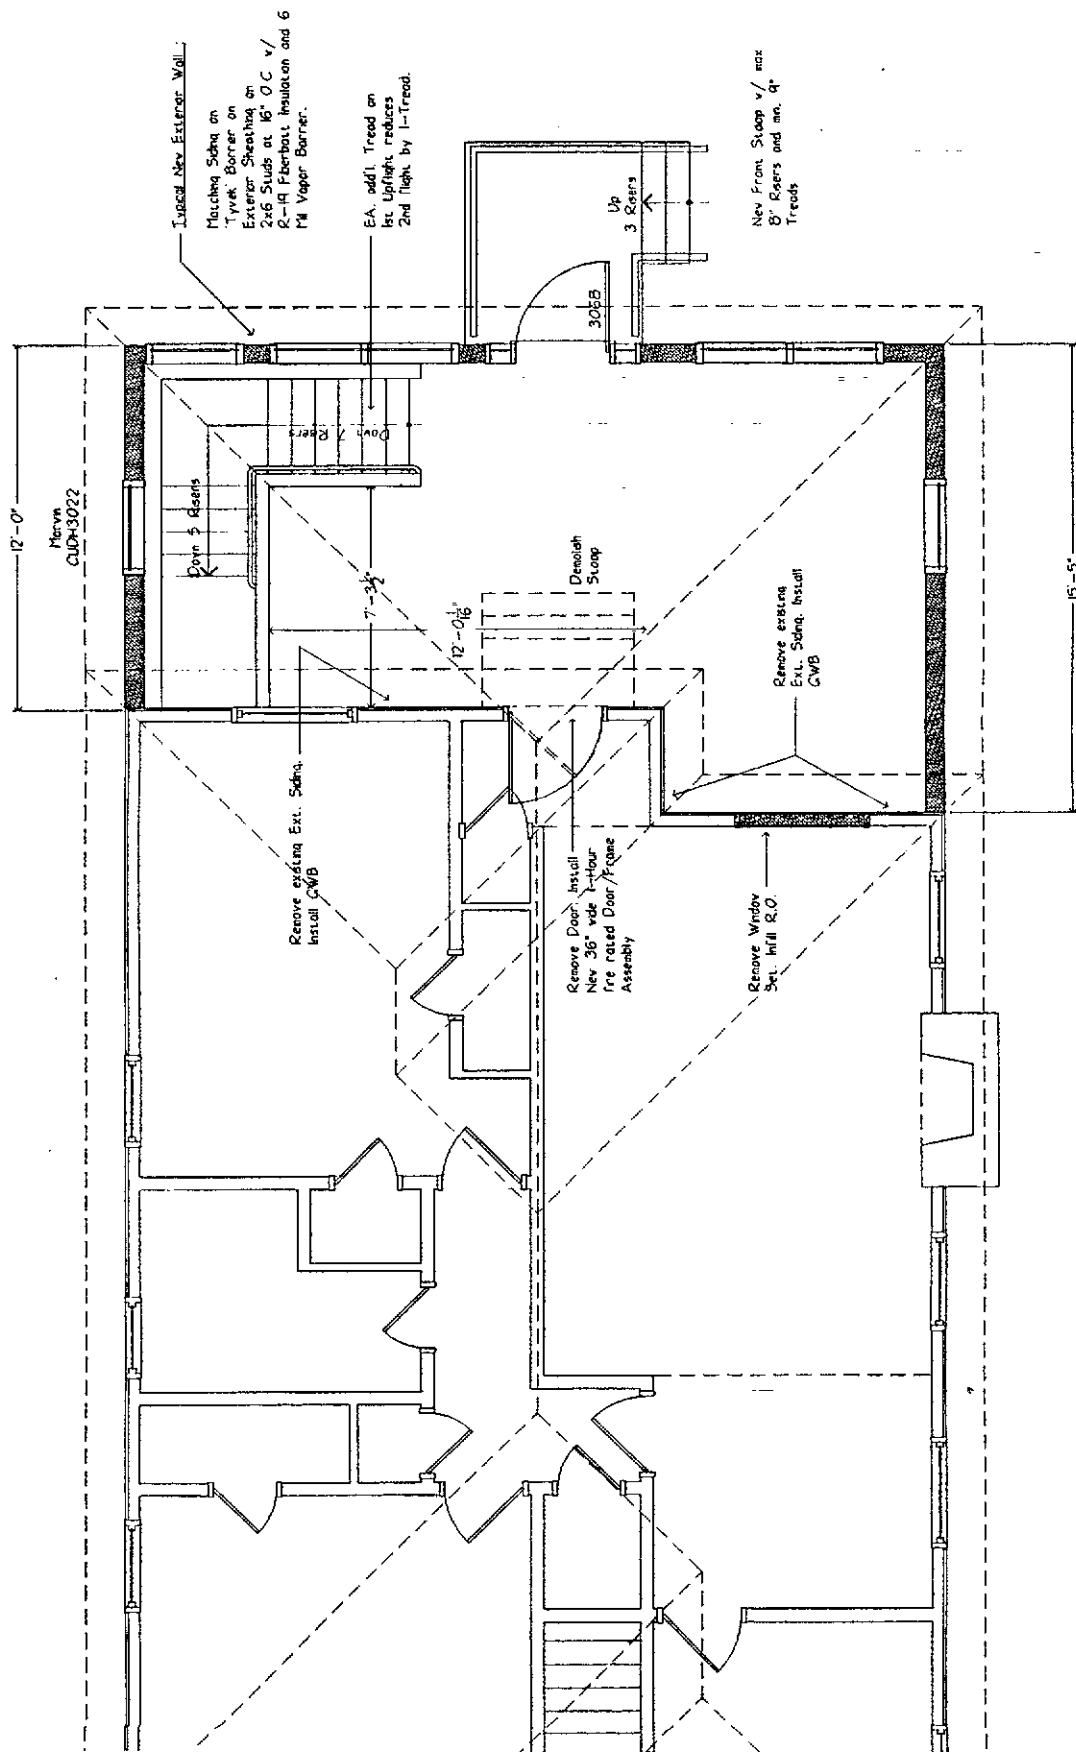 Typical New Exterior Wall :
Matching Siding on
'Tyvek' Barrier on
Exterior Sheathing on
2x6 Studs at 16" O.C. w/
R-19 Fiberbatt Insulation and 6
Mil Vapor Barrier.
EA. add'l. Tread on
1st Upflight reduces
2nd flight by 1-Tread.
New Front Stoop w/ max
8" Risers and min. 9"
Treads
Up
3 Risers
3068
12'-0"
Marvin
CUDH3022
Down 5 Risers
Down 7 Risers
7'-3 1/2"
12'-0 1/16"
Demolish
Stoop
Remove existing
Ext. Siding. Install
GWB
15'-5"
Remove existing Ext. Siding.
Install GWB
Remove Door. Install
New 36" wide 1-Hour
fire rated Door/Frame
Assembly
Remove Window
Set. Infill R.O.